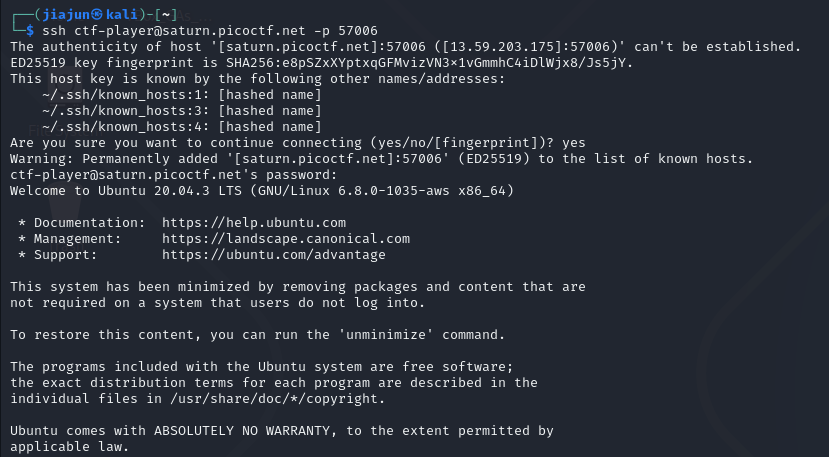 ┌──(jiajun㉿kali)-[~]
└─$ ssh ctf-player@saturn.picoctf.net -p 57006
The authenticity of host '[saturn.picoctf.net]:57006 ([13.59.203.175]:57006)' can't be established.
ED25519 key fingerprint is SHA256:e8pSZxXYptxqGFMvizVN3×1vGmmhC4iDlWjx8/Js5jY.
This host key is known by the following other names/addresses:
    ~/.ssh/known_hosts:1: [hashed name]
    ~/.ssh/known_hosts:3: [hashed name]
    ~/.ssh/known_hosts:4: [hashed name]
Are you sure you want to continue connecting (yes/no/[fingerprint])? yes
Warning: Permanently added '[saturn.picoctf.net]:57006' (ED25519) to the list of known hosts.
ctf-player@saturn.picoctf.net's password:
Welcome to Ubuntu 20.04.3 LTS (GNU/Linux 6.8.0-1035-aws x86_64)

 * Documentation:  https://help.ubuntu.com
 * Management:     https://landscape.canonical.com
 * Support:        https://ubuntu.com/advantage

This system has been minimized by removing packages and content that are
not required on a system that users do not log into.

To restore this content, you can run the 'unminimize' command.

The programs included with the Ubuntu system are free software;
the exact distribution terms for each program are described in the
individual files in /usr/share/doc/*/copyright.

Ubuntu comes with ABSOLUTELY NO WARRANTY, to the extent permitted by
applicable law.